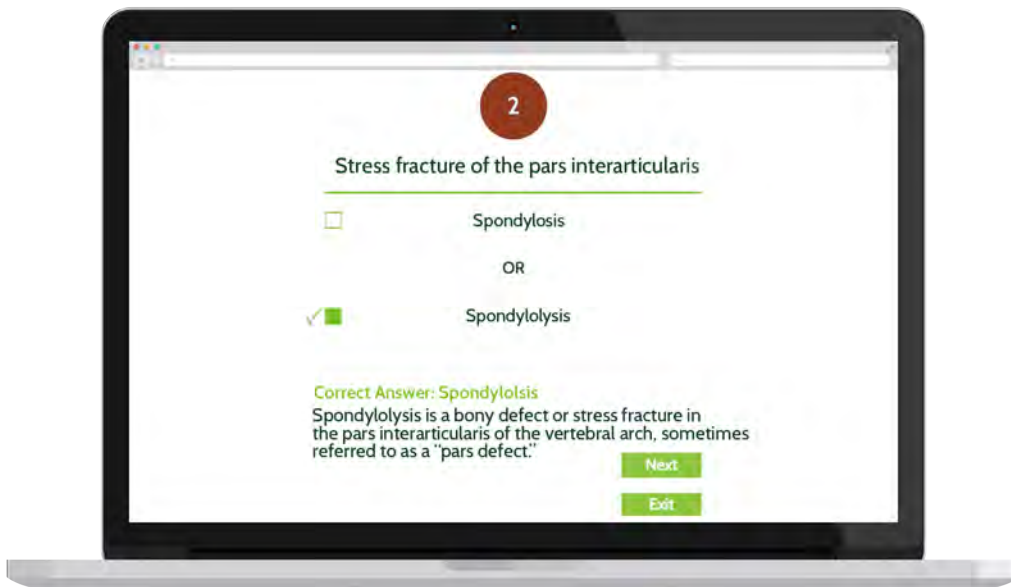 2
Stress fracture of the pars interarticularis
Spondylosis
OR
Spondylolysis
Correct Answer: Spondylolsis
Spondylolysis is a bony defect or stress fracture in
the pars interarticularis of the vertebral arch, sometimes
referred to as a “pars defect.”
Next
Exit